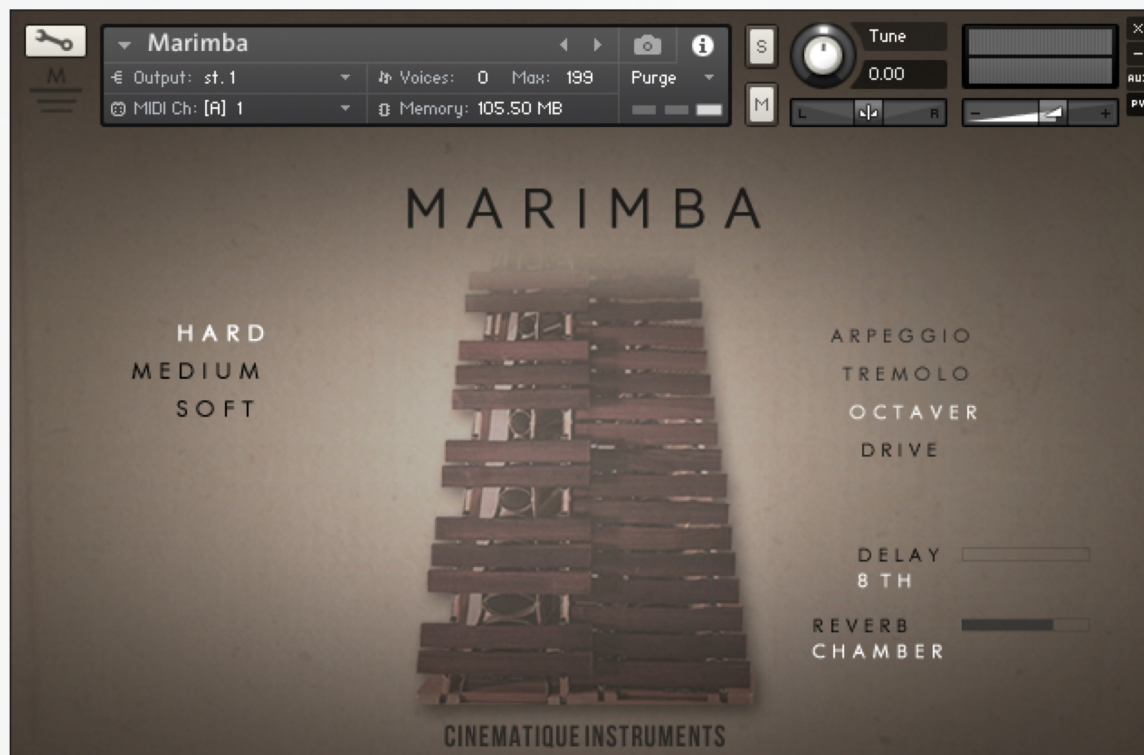 Marimba
Output: st.1
Voices: 0 Max: 199
Purge
MIDI Ch: [A] 1
Memory: 105.50 MB
S
M
Tune
0.00
L R
- +
X
-
AUX
PV
M
MARIMBA
HARD
MEDIUM
SOFT
ARPEGGIO
TREMOLO
OCTAVER
DRIVE
DELAY
8 TH
REVERB
CHAMBER
CINEMATIQUE INSTRUMENTS